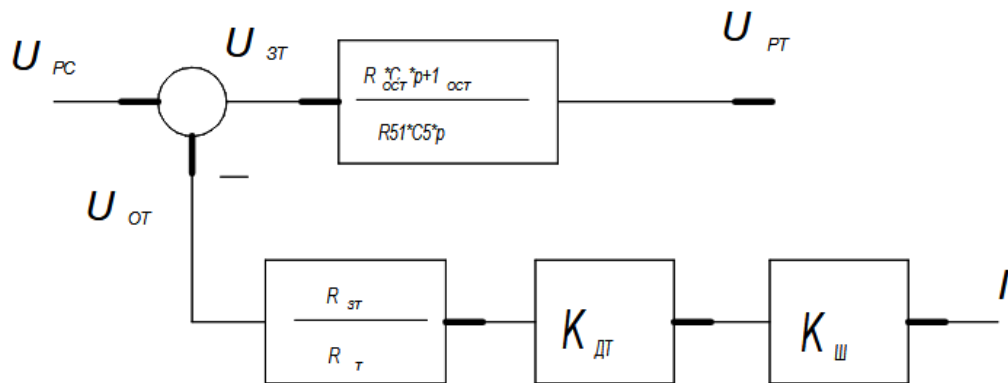 U РС
U ЗТ
R ОСТ *C *p+1 ОСТ
R51*C5*p
U РТ
U ОТ
—
R ЗТ
R Т
K ДТ
K Ш
I